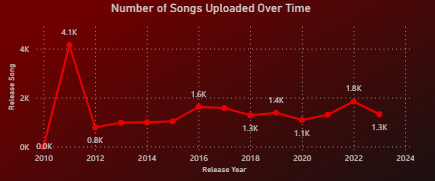 Number of Songs Uploaded Over Time
4.1K
4K
1.8K
1.6K
2K
1.4K
1.3K
1.3K
1.1K
0.8K
0K
0.0K
2010 2012 2014 2016 2018 2020 2022 2024
Release Song
Release Year